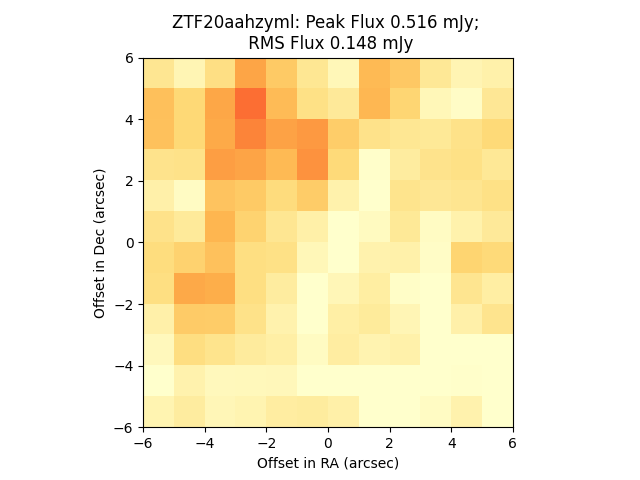 ZTF20aahzyml: Peak Flux 0.516 mJy;
RMS Flux 0.148 mJy
6
4
2
0
−2
−4
−6
Offset in Dec (arcsec)
−6 −4 −2 0 2 4 6
Offset in RA (arcsec)